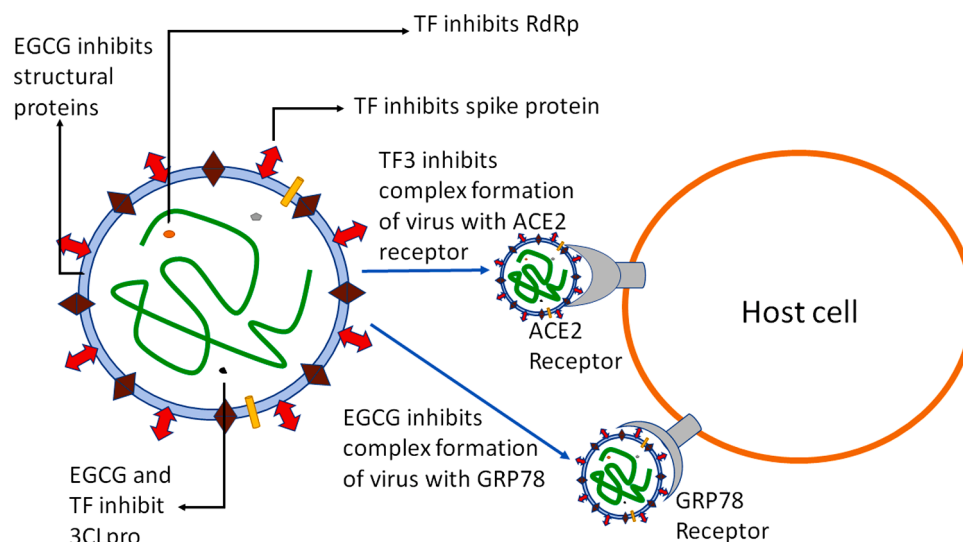 TF inhibits RdRp
EGCG inhibits
structural
proteins
TF inhibits spike protein
TF3 inhibits
complex formation
of virus with ACE2
receptor
Host cell
ACE2
Receptor
EGCG inhibits
complex formation
of virus with GRP78
EGCG and
TF inhibit
3CLpro
GRP78
Receptor